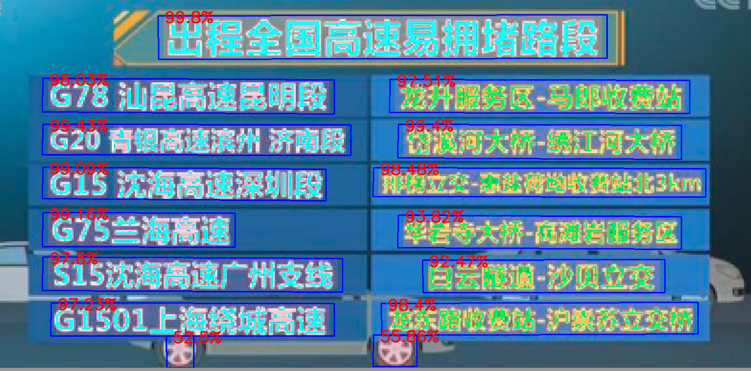 99.8%
出程全国高速易拥堵路段
98.03%
G78 汕昆高速昆明段
97.51%
龙井服务区-马郎收费站
99.43%
G20 青银高速滨州 济南段
99.4%
河大桥-绣江河大桥
99.09%
G15 沈海高速深圳段
98.48%
立交-收费站北3km
99.16%
G75兰海高速
93.82%
华岩寺大桥-高滩岩服务区
97.8%
S15沈海高速广州支线
92.47%
白云隧道-沙贝立交
97.23%
G1501上海绕城高速
98.4%
路收费站-沪崇苏立交桥
52.5%
55.86%